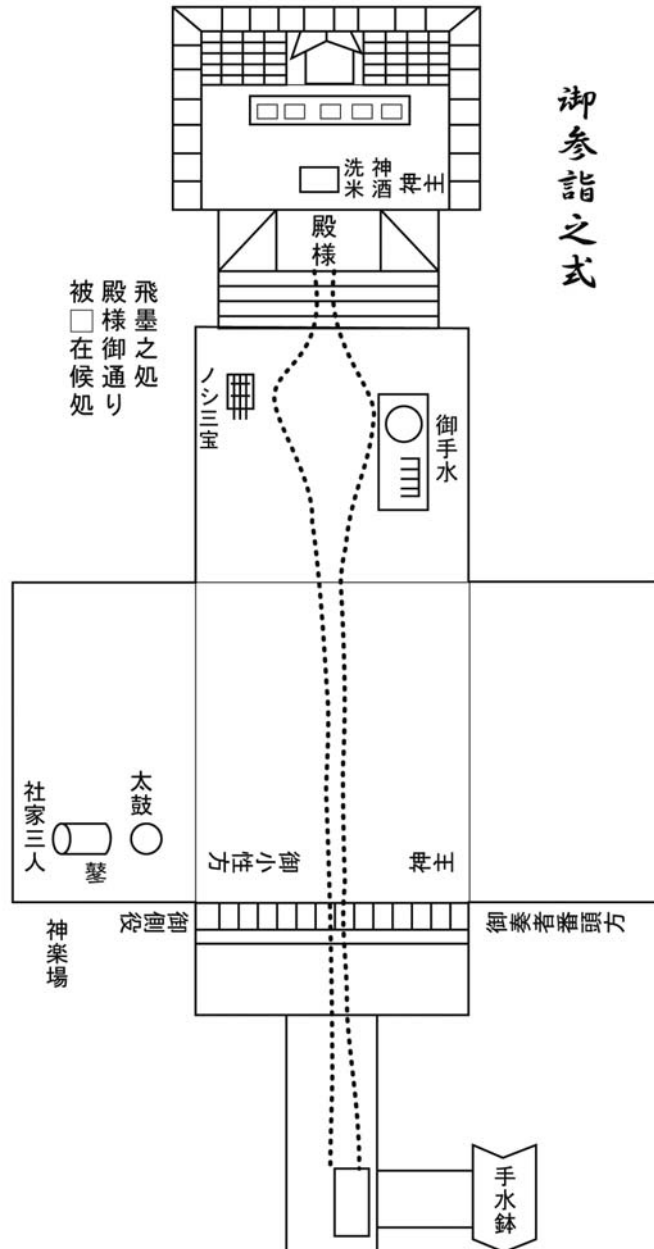 御参詣之式
神主
神酒
洗米
殿様
飛墨之処
殿様御通り
被□在候処
御手水
ノシ三宝
太鼓
社家三人
神主
御小性方
御奏者番頭方
御側役
神楽場
手水鉢